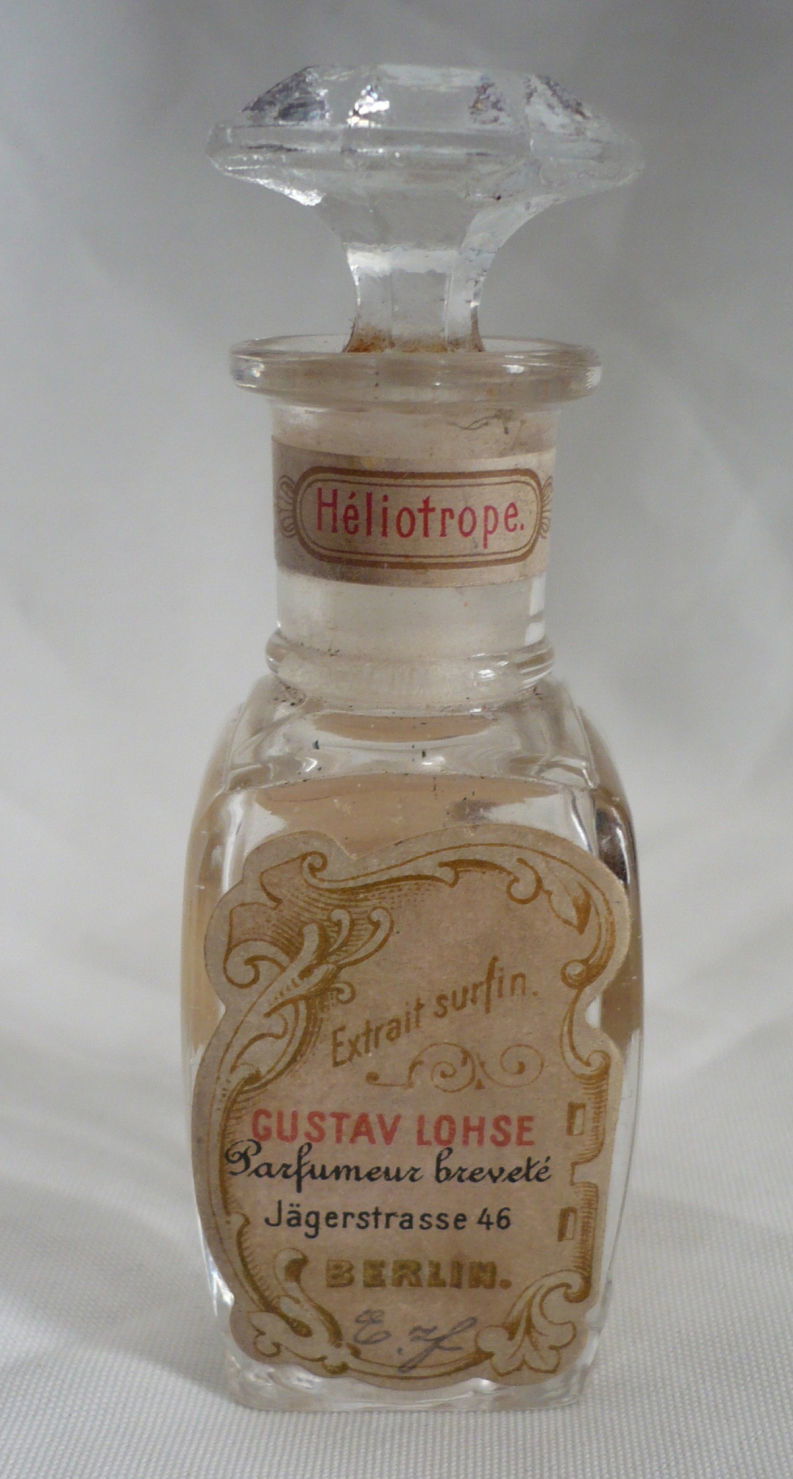 Héliotrope.
Extrait surfin.
GUSTAV LOHSE
Parfumeur breveté
Jägerstrasse 46
BERLIN.